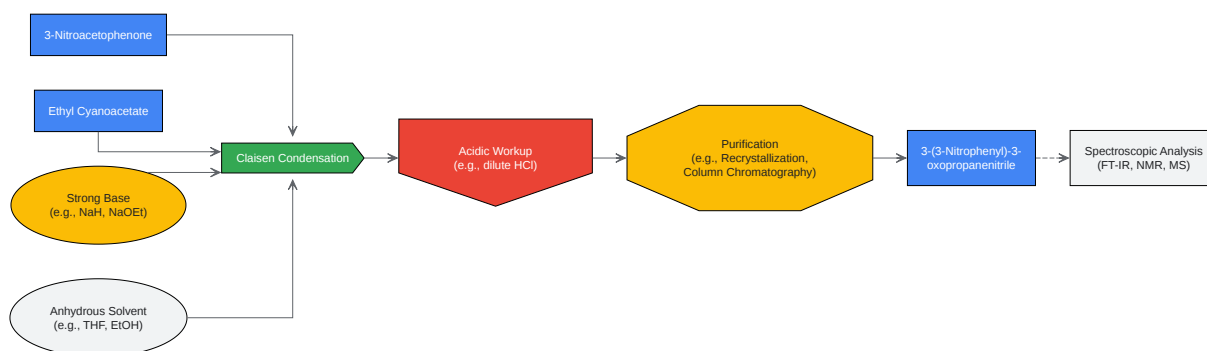 3-Nitroacetophenone
Ethyl Cyanoacetate
Strong Base
(e.g., NaH, NaOEt)
Anhydrous Solvent
(e.g., THF, EtOH)
Claisen Condensation
Acidic Workup
(e.g., dilute HCl)
Purification
(e.g., Recrystallization,
Column Chromatography)
3-(3-Nitrophenyl)-3-
oxopropanenitrile
Spectroscopic Analysis
(FT-IR, NMR, MS)